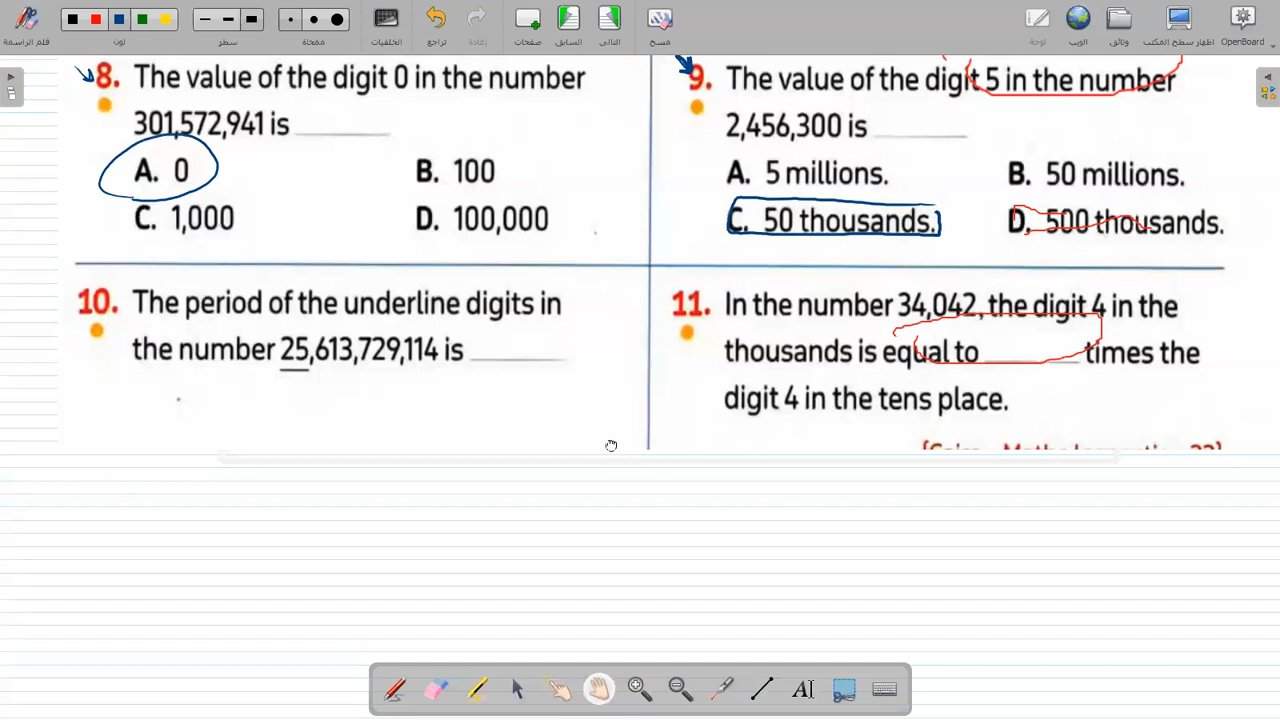 قلم الراسمة
لون
سطر
ممحاة
الخلفيات
تراجع
إعادة
صفحات
السابق
التالى
مسح
لوحة
الويب
وثائق
اظهار سطح المكتب
OpenBoard
8. The value of the digit 0 in the number
301,572,941 is ________
A. 0
B. 100
C. 1,000
D. 100,000
9. The value of the digit 5 in the number
2,456,300 is ________
A. 5 millions.
B. 50 millions.
C. 50 thousands.
D. 500 thousands.
10. The period of the underline digits in
the number 25,613,729,114 is ________
11. In the number 34,042, the digit 4 in the
thousands is equal to ________ times the
digit 4 in the tens place.